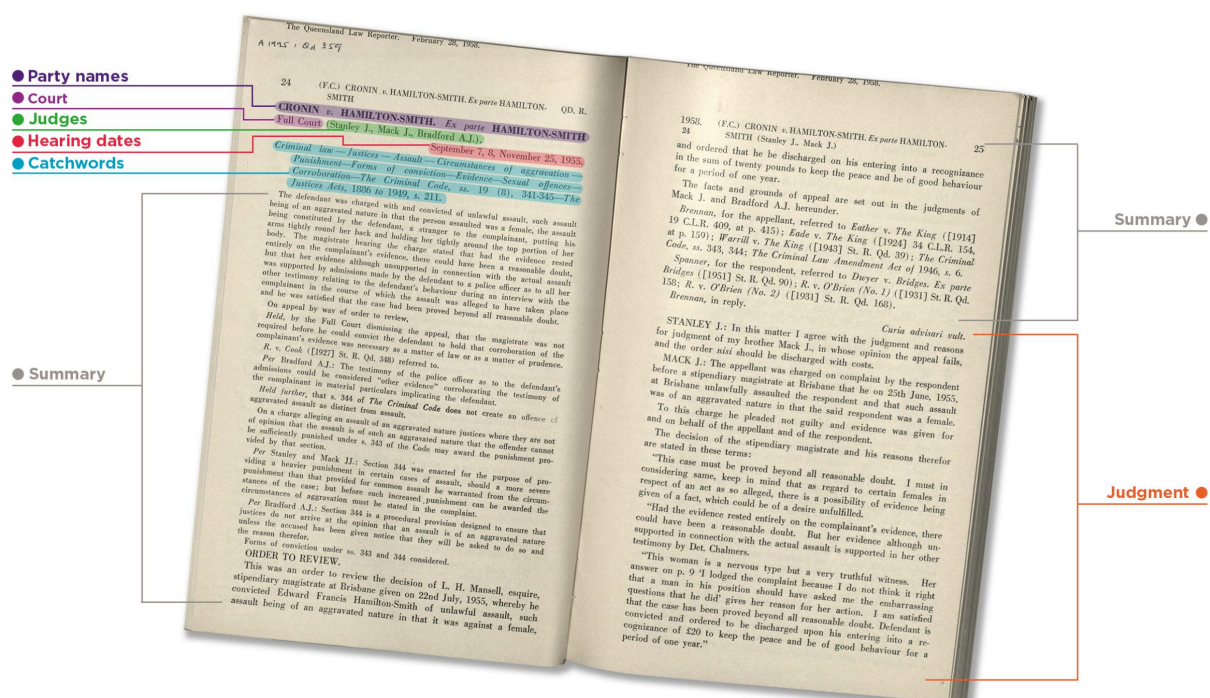 Party names
Court
Judges
Hearing dates
Catchwords
Summary
Summary
Judgment
The Queensland Law Reporter. February 28, 1958.
A 1955 : Qd 359
24 (F.C.) CRONIN v. HAMILTON-SMITH. Ex parte HAMILTON- QD. R.
SMITH
CRONIN v. HAMILTON-SMITH. Ex parte HAMILTON-SMITH
Full Court (Stanley J., Mack J., Bradford A.J.).
September 7, 8, November 25, 1955.
Criminal law—Justices—Assault—Circumstances of aggravation—
Punishment—Forms of conviction—Evidence—Sexual offences—
Corroboration—The Criminal Code, ss. 19 (8), 341-345—The
Justices Acts, 1886 to 1949, s. 211.
The defendant was charged with and convicted of unlawful assault, such assault
being of an aggravated nature in that the person assaulted was a female, the assault
being constituted by the defendant, a stranger to the complainant, putting his
arms tightly round her back and holding her tightly around the top portion of her
body. The magistrate hearing the charge stated that had the evidence rested
entirely on the complainant's evidence, there could have been a reasonable doubt,
but that her evidence although unsupported in connection with the actual assault
was supported by admissions made by the defendant to a police officer as to all her
other testimony relating to the defendant's behaviour during an interview with the
complainant in the course of which the assault was alleged to have taken place
and he was satisfied that the case had been proved beyond all reasonable doubt.
On appeal by way of order to review,
Held, by the Full Court dismissing the appeal, that the magistrate was not
required before he could convict the defendant to hold that corroboration of the
complainant's evidence was necessary as a matter of law or as a matter of prudence.
R. v. Cook ([1927] St. R. Qd. 348) referred to.
Per Bradford A.J.: The testimony of the police officer as to the defendant's
admissions could be considered "other evidence" corroborating the testimony of
the complainant in material particulars implicating the defendant.
Held further, that s. 344 of The Criminal Code does not create an offence of
aggravated assault as distinct from assault.
On a charge alleging an assault of an aggravated nature justices where they are not
of opinion that the assault is of such an aggravated nature that the offender cannot
be sufficiently punished under s. 343 of the Code may award the punishment pro-
vided by that section.
Per Stanley and Mack JJ.: Section 344 was enacted for the purpose of pro-
viding a heavier punishment in certain cases of assault, should a more severe
punishment than that provided for common assault be warranted from the circum-
stances of the case; but before such increased punishment can be awarded the
circumstances of aggravation must be stated in the complaint.
Per Bradford A.J.: Section 344 is a procedural provision designed to ensure that
justices do not arrive at the opinion that an assault is of an aggravated nature
unless the accused has been given notice that they will be asked to do so and
the reason therefor.
Forms of conviction under ss. 343 and 344 considered.
ORDER TO REVIEW.
This was an order to review the decision of L. H. Mansell, esquire,
stipendiary magistrate at Brisbane given on 22nd July, 1955, whereby he
convicted Edward Francis Hamilton-Smith of unlawful assault, such
assault being of an aggravated nature in that it was against a female,
The Queensland Law Reporter. February 28, 1958.
1958. (F.C.) CRONIN v. HAMILTON-SMITH. Ex parte HAMILTON- 25
24 SMITH (Stanley J., Mack J.)
and ordered that he be discharged on his entering into a recognizance
in the sum of twenty pounds to keep the peace and be of good behaviour
for a period of one year.
The facts and grounds of appeal are set out in the judgments of
Mack J. and Bradford A.J. hereunder.
Brennan, for the appellant, referred to Eather v. The King ([1914]
19 C.L.R. 409, at p. 415); Eade v. The King ([1924] 34 C.L.R. 154,
at p. 159); Warrill v. The King ([1943] St. R. Qd. 39); The Criminal
Code, ss. 343, 344; The Criminal Law Amendment Act of 1946, s. 6.
Spanner, for the respondent, referred to Dwyer v. Bridges. Ex parte
Bridges ([1951] St. R. Qd. 90); R. v. O'Brien (No. 1) ([1931] St. R. Qd.
158; R. v. O'Brien (No. 2) ([1931] St. R. Qd. 168).
Brennan, in reply.
Curia advisari vult.
STANLEY J.: In this matter I agree with the judgment and reasons
for judgment of my brother Mack J., in whose opinion the appeal fails,
and the order nisi should be discharged with costs.
MACK J.: The appellant was charged on complaint by the respondent
before a stipendiary magistrate at Brisbane that he on 25th June, 1955,
at Brisbane unlawfully assaulted the respondent and that such assault
was of an aggravated nature in that the said respondent was a female.
To this charge he pleaded not guilty and evidence was given for
and on behalf of the appellant and of the respondent.
The decision of the stipendiary magistrate and his reasons therefor
are stated in these terms:
"This case must be proved beyond all reasonable doubt. I must in
considering same, keep in mind that as regard to certain females in
respect of an act as so alleged, there is a possibility of evidence being
given of a fact, which could be of a desire unfulfilled.
"Had the evidence rested entirely on the complainant's evidence, there
could have been a reasonable doubt. But her evidence although un-
supported in connection with the actual assault is supported in her other
testimony by Det. Chalmers.
"This woman is a nervous type but a very truthful witness. Her
answer on p. 9 'I lodged the complaint because I do not think it right
that a man in his position should have asked me the embarrassing
questions that he did' gives her reason for her action. I am satisfied
that the case has been proved beyond all reasonable doubt. Defendant is
convicted and ordered to be discharged upon his entering into a re-
cognizance of £20 to keep the peace and be of good behaviour for a
period of one year."